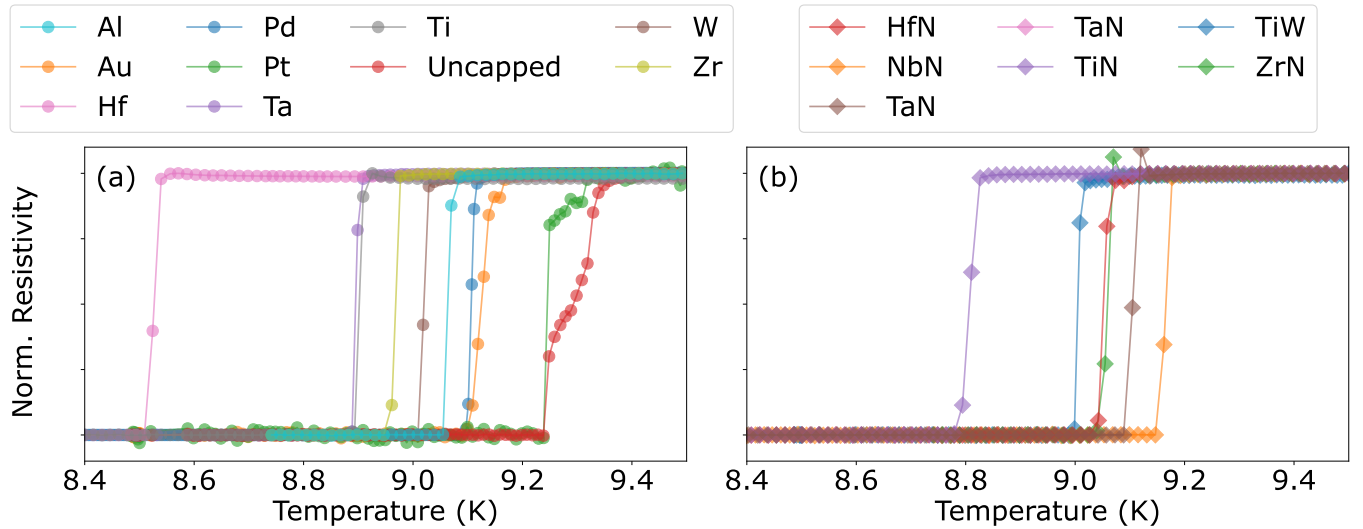 Al Pd Ti W HfN TaN TiW
Au Pt Uncapped Zr NbN TiN ZrN
Hf Ta TaN
(a) (b)
Norm. Resistivity
8.4 8.6 8.8 9.0 9.2 9.4 8.4 8.6 8.8 9.0 9.2 9.4
Temperature (K) Temperature (K)